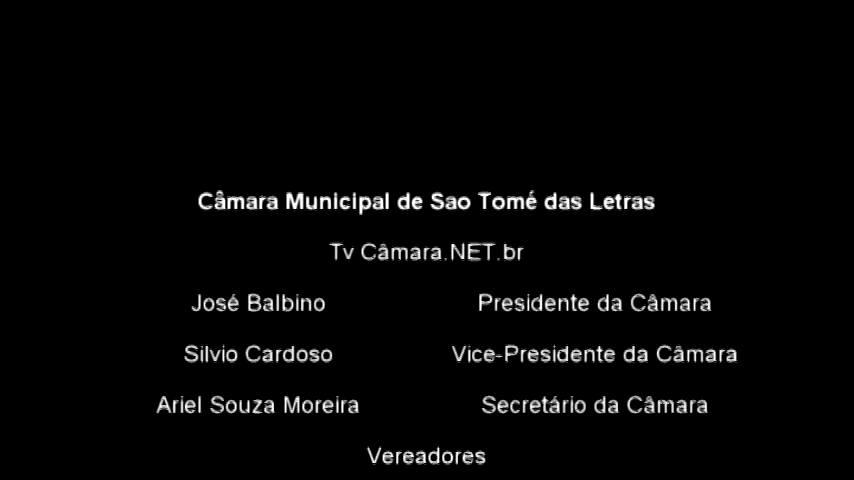 Câmara Municipal de Sao Tomé das Letras
Tv Câmara.NET.br
José Balbino Presidente da Câmara
Silvio Cardoso Vice-Presidente da Câmara
Ariel Souza Moreira Secretário da Câmara
Vereadores